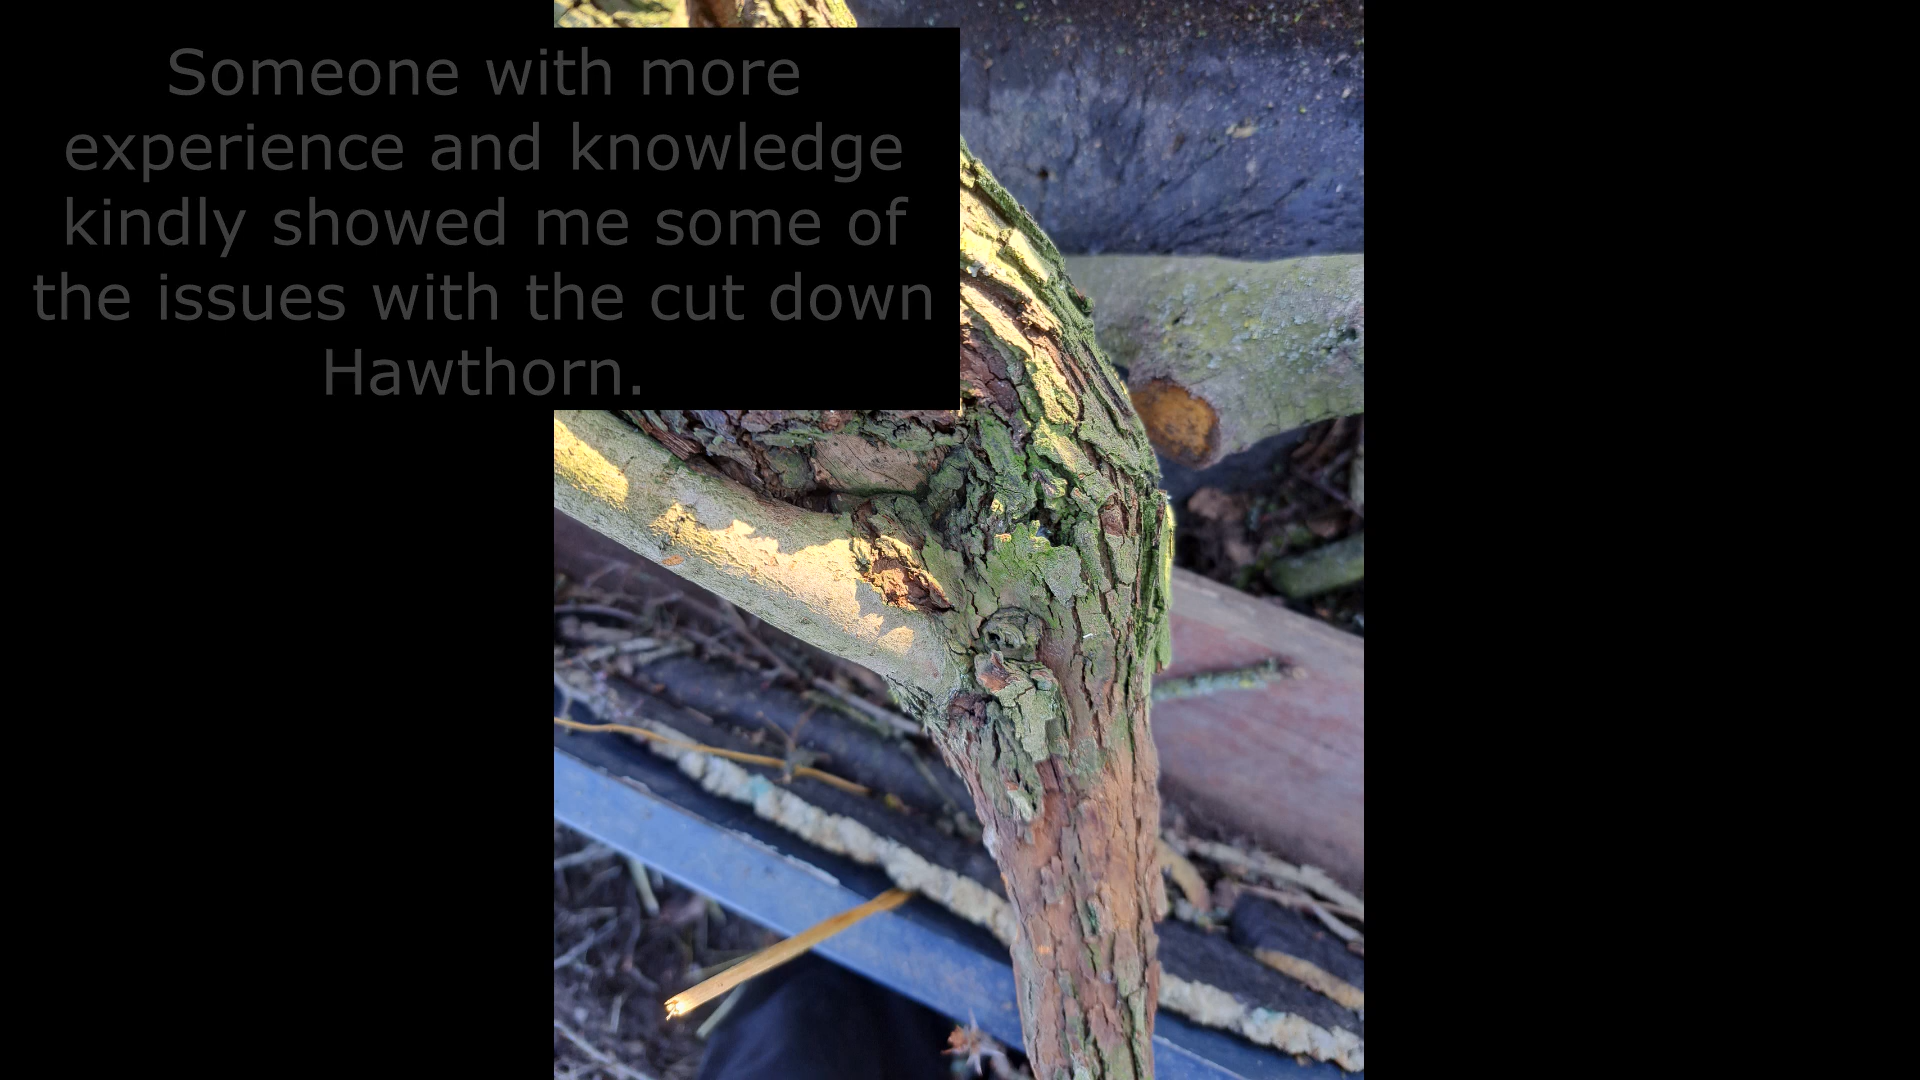 Someone with more
experience and knowledge
kindly showed me some of
the issues with the cut down
Hawthorn.